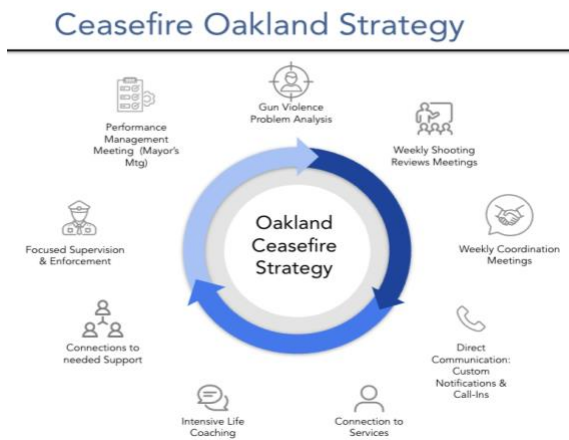 Ceasefire Oakland Strategy
Gun Violence
Problem Analysis
Weekly Shooting
Reviews Meetings
Weekly Coordination
Meetings
Direct
Communication:
Custom
Notifications &
Call-Ins
Connection to
Services
Intensive Life
Coaching
Connections to
needed Support
Focused Supervision
& Enforcement
Performance
Management
Meeting (Mayor's
Mtg)
Oakland
Ceasefire
Strategy